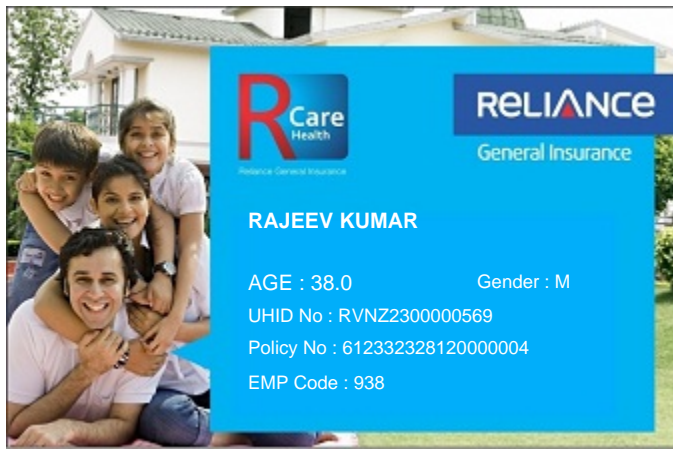 R Care
Health
Reliance General Insurance
RELIANCE
General Insurance
RAJEEV KUMAR
AGE : 38.0 Gender : M
UHID No : RVNZ2300000569
Policy No : 612332328120000004
EMP Code : 938